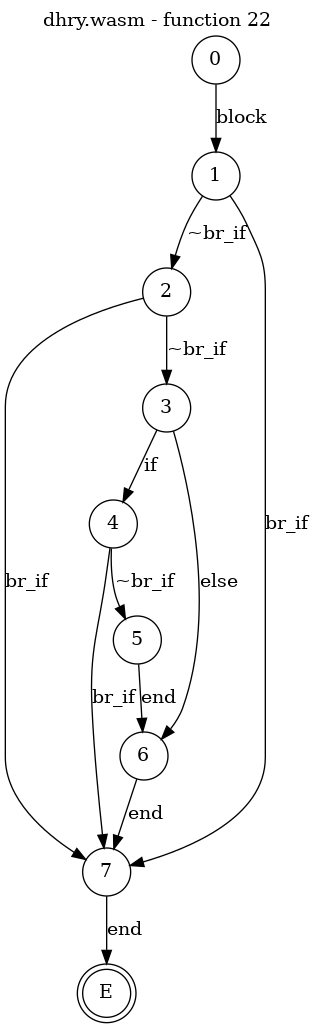 dhry.wasm - function 22
0
block
1
~br_if
2
~br_if
3
if
4
br_if
else
br_if
~br_if
5
br_if
end
6
end
7
end
E